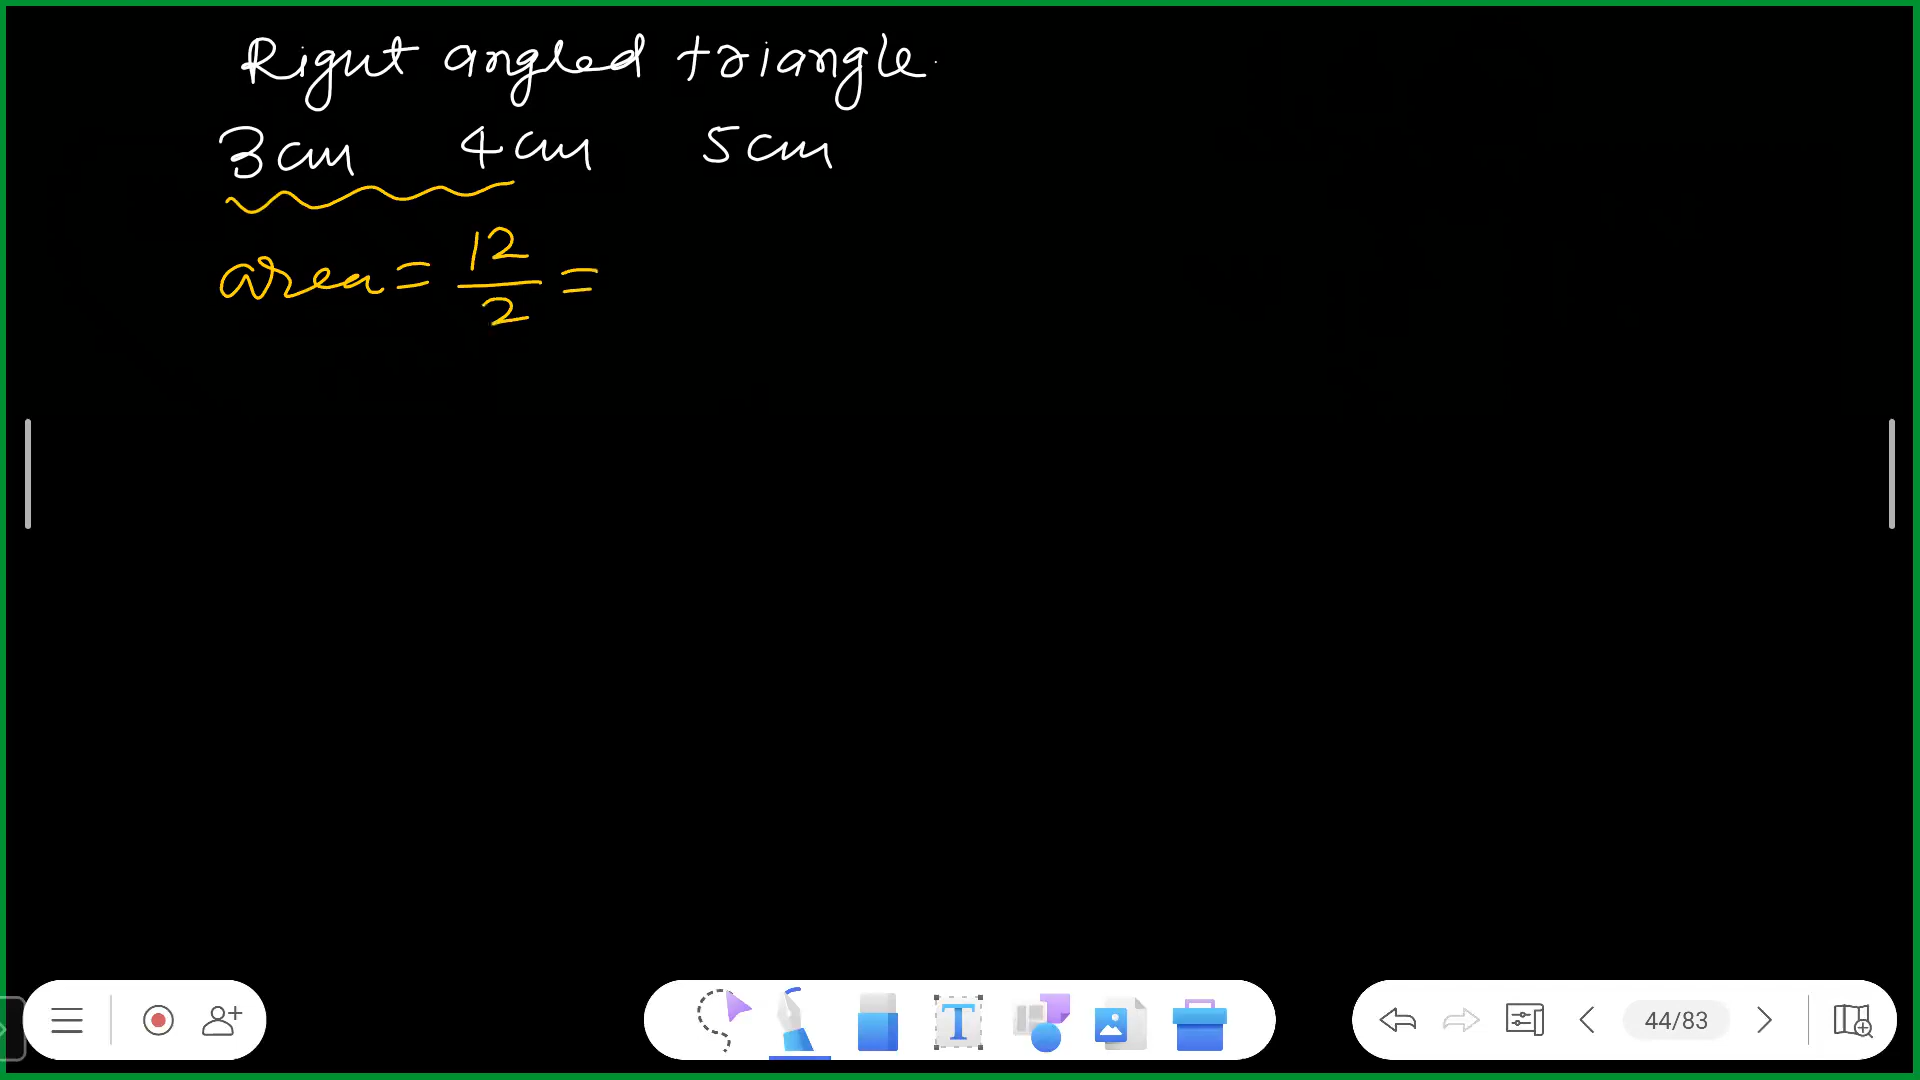 Right angled triangle.
3cm 4cm 5cm
area = 12/2 =
T
44/83